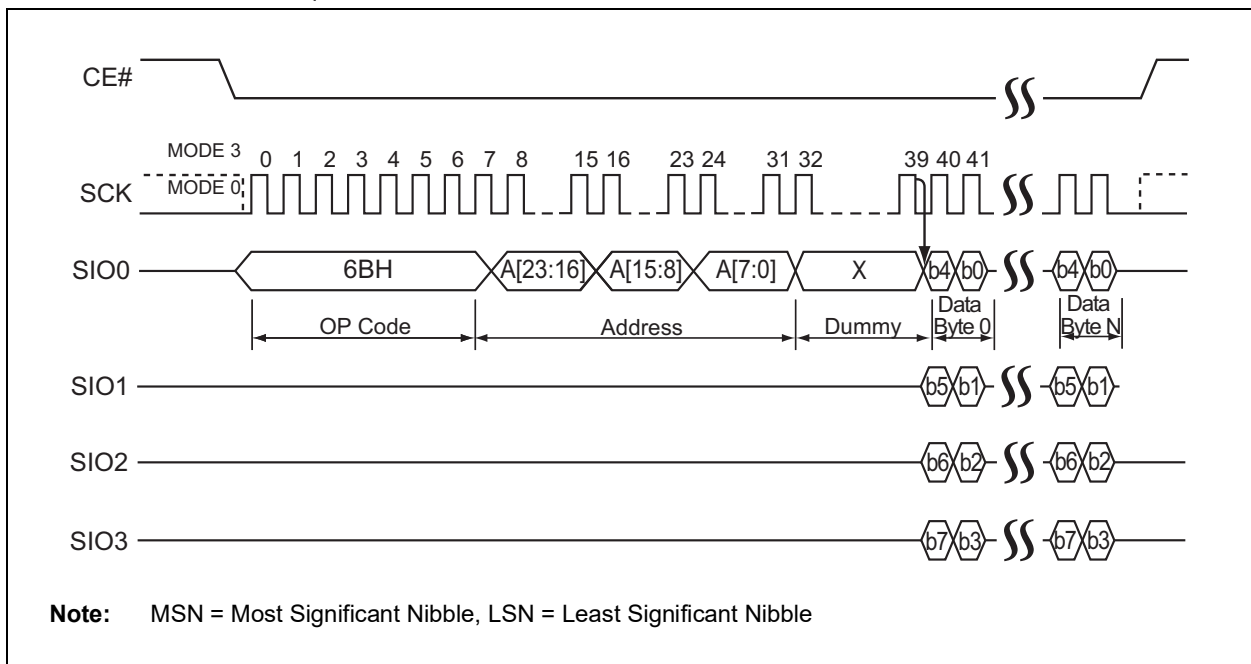 CE#
MODE 3
0 1 2 3 4 5 6 7 8 15 16 23 24 31 32 39 40 41
SCK
MODE 0
SIO0
6BH A[23:16] A[15:8] A[7:0] X b4 b0 b4 b0
OP Code Address Dummy Data Byte 0 Data Byte N
SIO1 b5 b1 b5 b1
SIO2 b6 b2 b6 b2
SIO3 b7 b3 b7 b3
Note: MSN = Most Significant Nibble, LSN = Least Significant Nibble